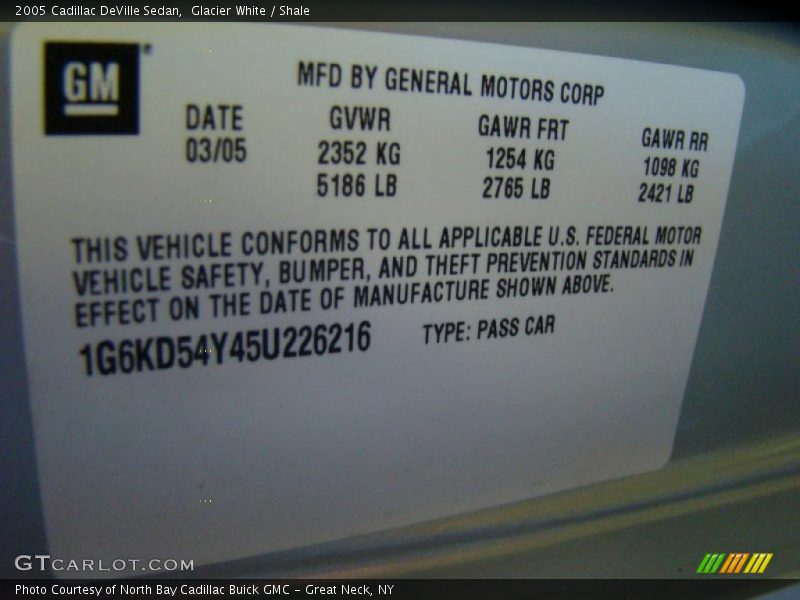 2005 Cadillac DeVille Sedan,  Glacier White / Shale
GM
MFD BY GENERAL MOTORS CORP
DATE GVWR GAWR FRT GAWR RR
03/05 2352 KG 1254 KG 1098 KG
5186 LB 2765 LB 2421 LB
THIS VEHICLE CONFORMS TO ALL APPLICABLE U.S. FEDERAL MOTOR
VEHICLE SAFETY, BUMPER, AND THEFT PREVENTION STANDARDS IN
EFFECT ON THE DATE OF MANUFACTURE SHOWN ABOVE.
1G6KD54Y45U226216 TYPE: PASS CAR
GTCARLOT.COM
Photo Courtesy of North Bay Cadillac Buick GMC - Great Neck, NY